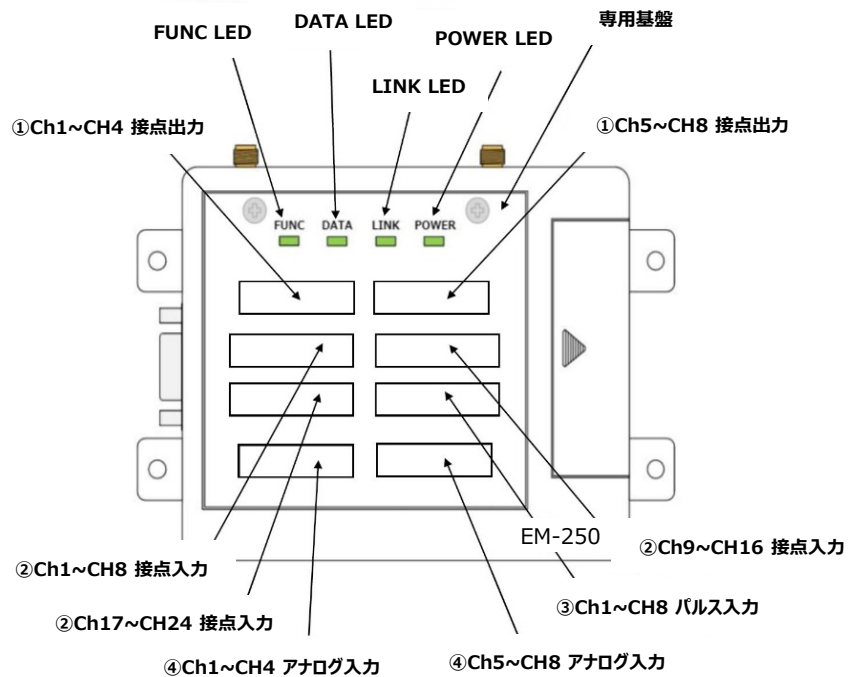 FUNC LED
DATA LED
POWER LED
専用基盤
LINK LED
①Ch1~CH4 接点出力
①Ch5~CH8 接点出力
FUNC DATA LINK POWER
EM-250
②Ch9~CH16 接点入力
②Ch1~CH8 接点入力
③Ch1~CH8 パルス入力
②Ch17~CH24 接点入力
④Ch1~CH4 アナログ入力
④Ch5~CH8 アナログ入力